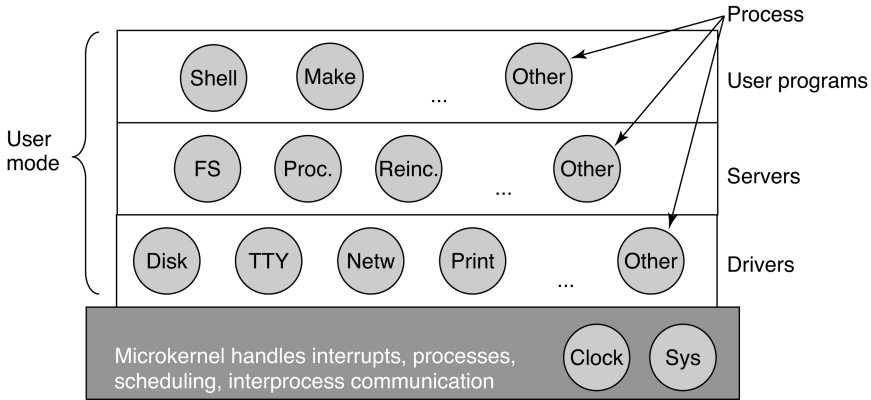 Process
Shell Make ... Other
User programs
User
mode
FS Proc. Reinc. ... Other
Servers
Disk TTY Netw Print ... Other
Drivers
Microkernel handles interrupts, processes,
scheduling, interprocess communication
Clock Sys